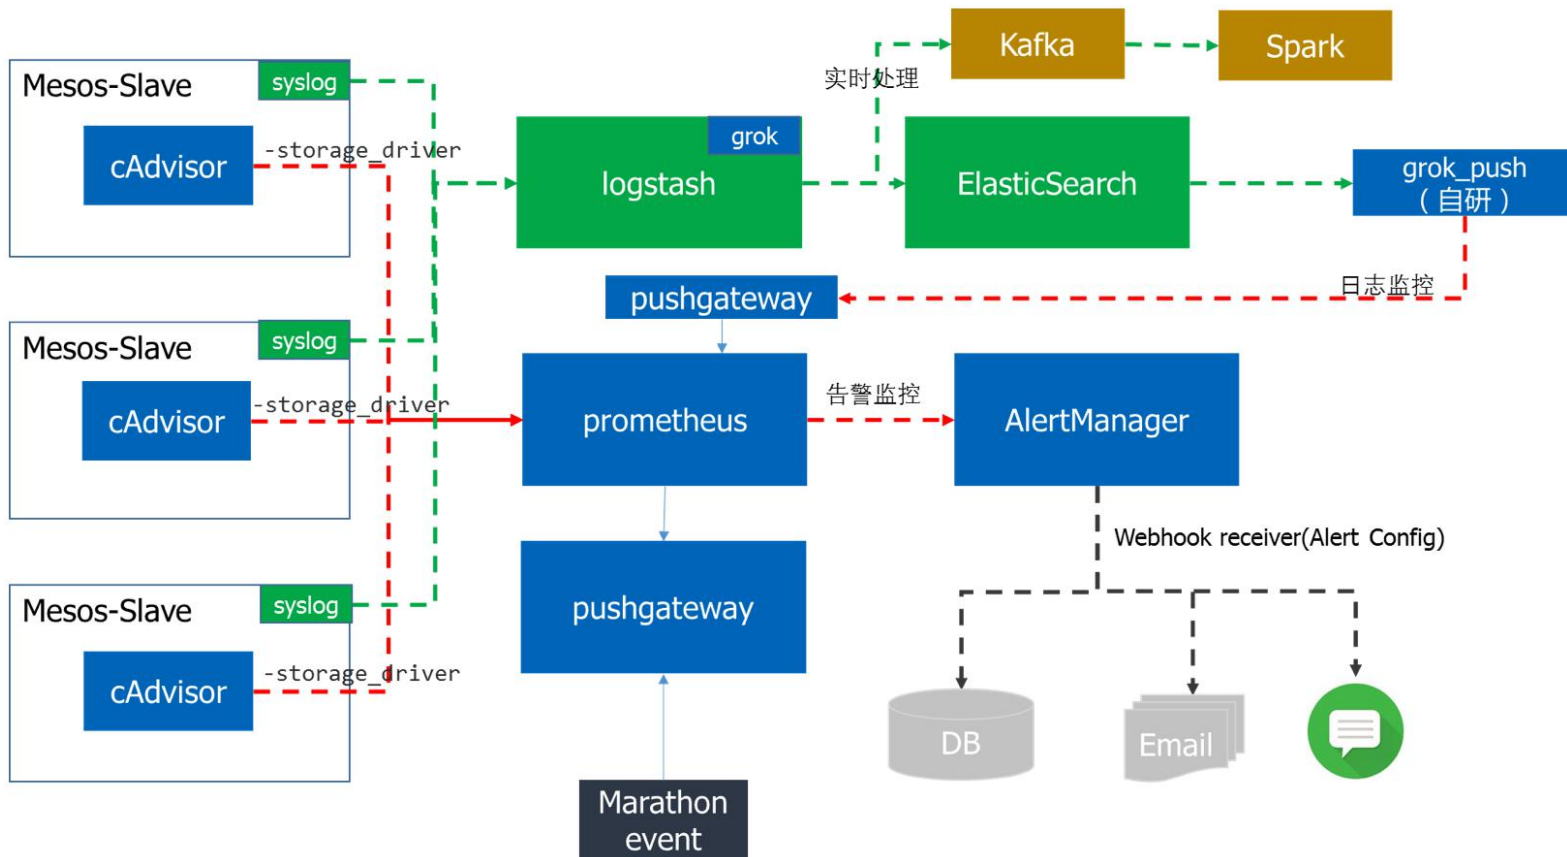 Kafka
Spark
Mesos-Slave
syslog
实时处理
cAdvisor
-storage_driver
grok
logstash
ElasticSearch
grok_push
（自研）
pushgateway
日志监控
Mesos-Slave
syslog
cAdvisor
-storage_driver
prometheus
告警监控
AlertManager
Webhook receiver(Alert Config)
Mesos-Slave
syslog
cAdvisor
-storage_driver
pushgateway
DB
Email
Marathon
event